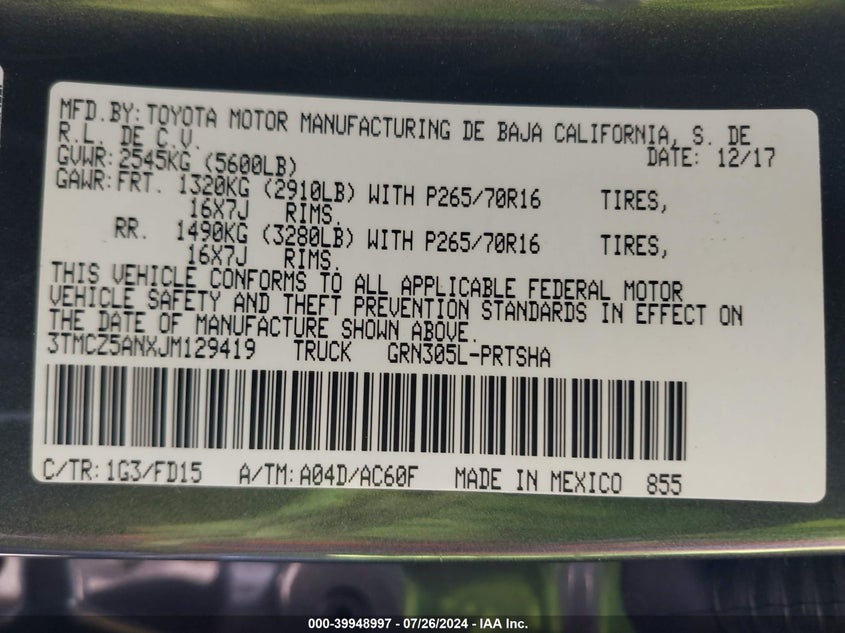 MFD.BY: TOYOTA MOTOR MANUFACTURING DE BAJA CALIFORNIA, S. DE
R.L. DE C.V. DATE: 12/17
GVWR: 2545KG (5600LB)
GAWR: FRT. 1320KG (2910LB) WITH P265/70R16 TIRES,
16X7J RIMS.
RR. 1490KG (3280LB) WITH P265/70R16 TIRES,
16X7J RIMS.
THIS VEHICLE CONFORMS TO ALL APPLICABLE FEDERAL MOTOR
VEHICLE SAFETY AND THEFT PREVENTION STANDARDS IN EFFECT ON
THE DATE OF MANUFACTURE SHOWN ABOVE.
3TMCZ5ANXJM129419 TRUCK GRN305L-PRTSHA
C/TR: 1G3/FD15 A/TM: A04D/AC60F MADE IN MEXICO 855
000-39948997 - 07/26/2024 - IAA Inc.